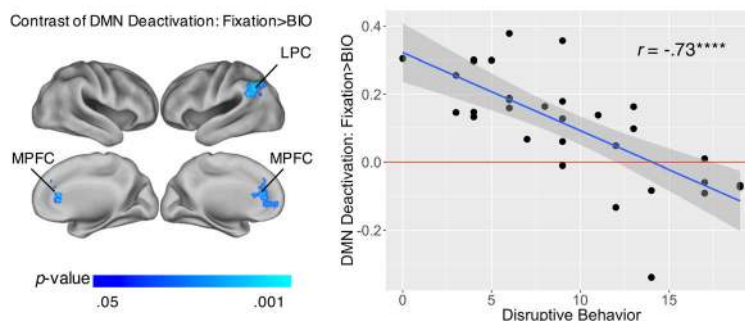 Contrast of DMN Deactivation: Fixation>BIO
LPC
MPFC
MPFC
p-value
.05
.001
DMN Deactivation: Fixation>BIO
0.4
0.2
0.0
-0.2
r = -.73****
0
5
10
15
Disruptive Behavior